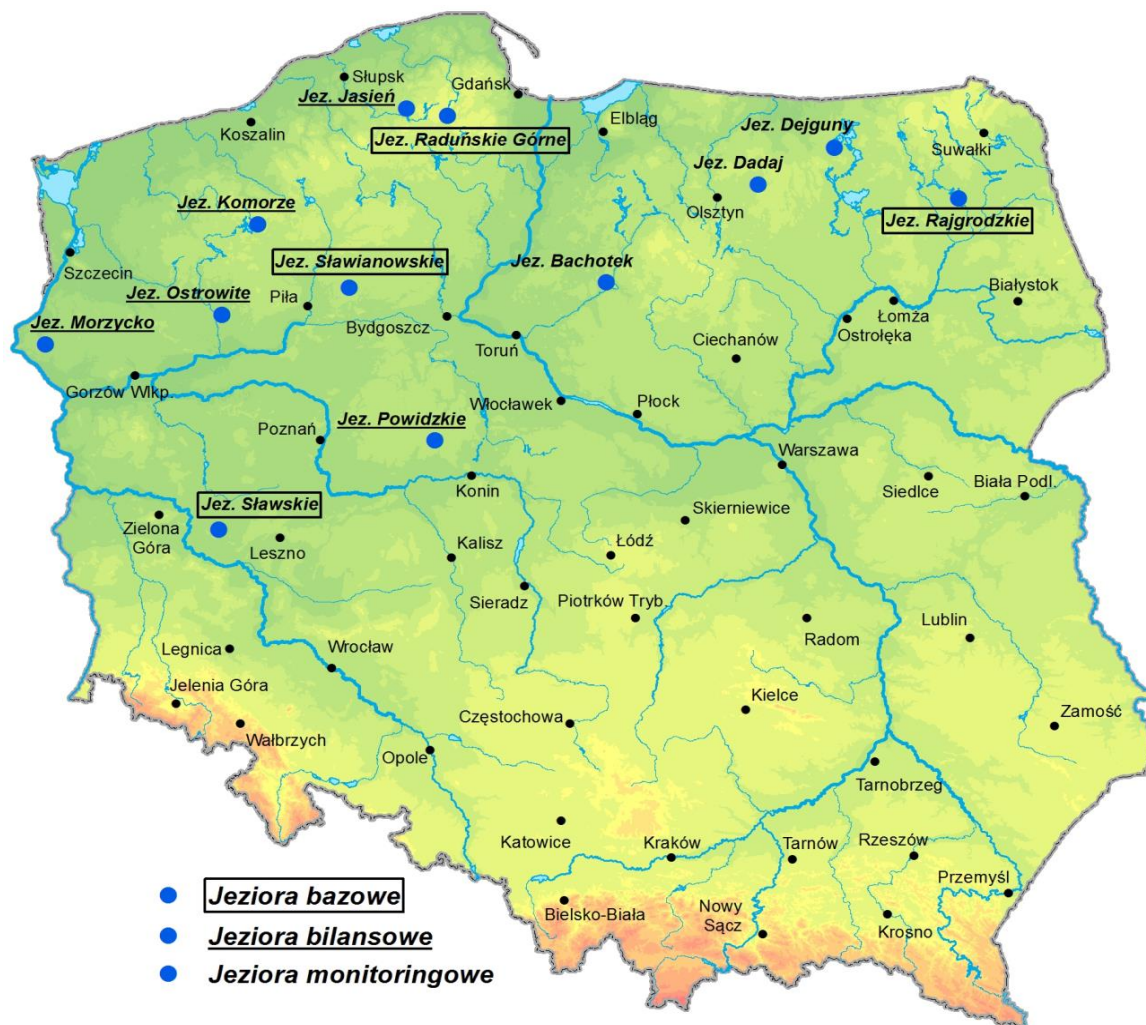 Słupsk
Gdańsk
Jez. Jasień
Koszalin
Elbląg
Jez. Raduńskie Górne
Jez. Dejguny
Suwałki
Jez. Dadaj
Olsztyn
Jez. Komorze
Jez. Rajgrodzkie
Szczecin
Jez. Sławianowskie
Jez. Bachotek
Jez. Ostrowite
Piła
Białystok
Łomża
Jez. Morzycko
Bydgoszcz
Toruń
Ciechanów
Ostrołęka
Gorzów Wlkp.
Włocławek
Płock
Jez. Powidzkie
Poznań
Warszawa
Konin
Siedlce
Biała Podl.
Jez. Sławskie
Skierniewice
Zielona
Góra
Leszno
Kalisz
Łódź
Sieradz
Piotrków Tryb.
Lublin
Radom
Legnica
Wrocław
Jelenia Góra
Kielce
Częstochowa
Zamość
Wałbrzych
Opole
Tarnobrzeg
Katowice
Kraków
Tarnów
Rzeszów
Przemyśl
Bielsko-Biała
Nowy
Sącz
Krosno
Jeziora bazowe
Jeziora bilansowe
Jeziora monitoringowe